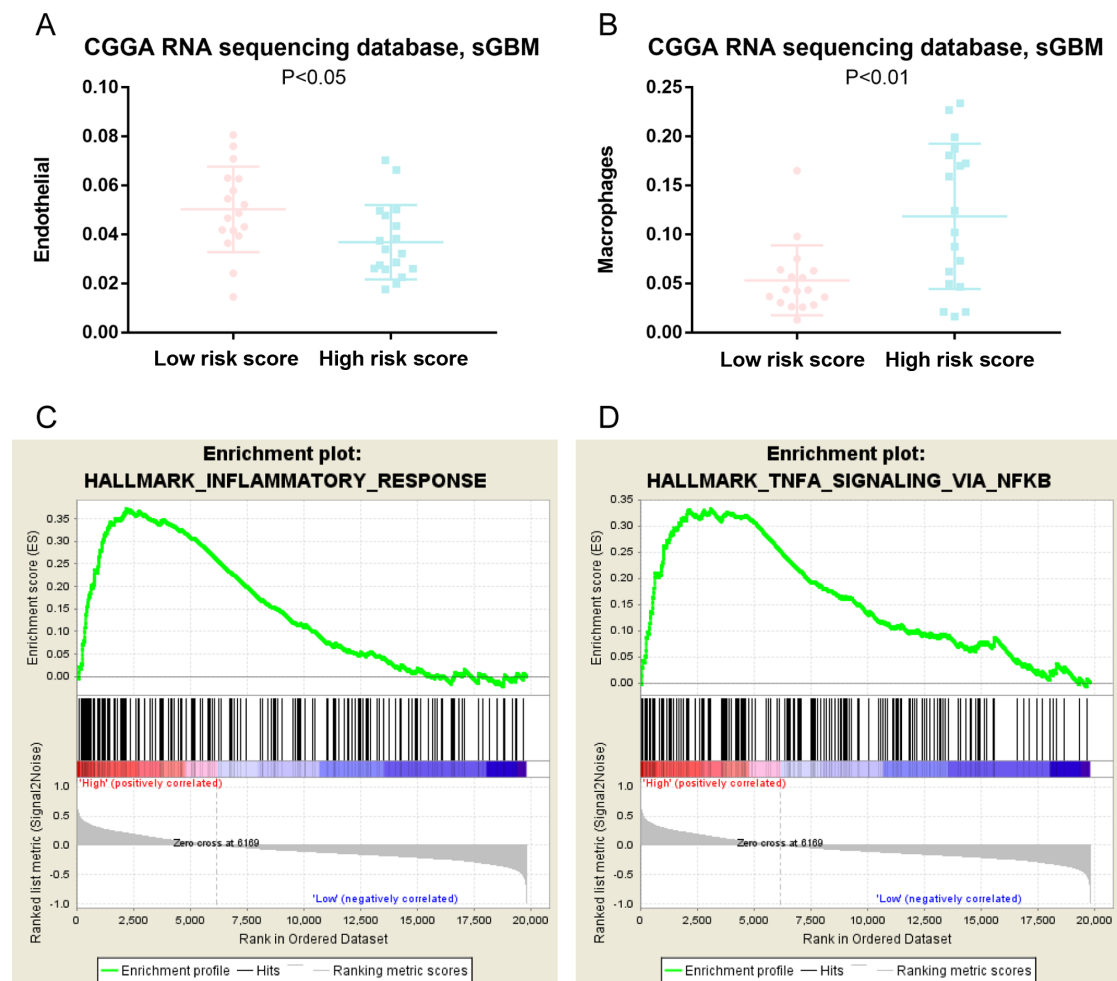 A
CGGA RNA sequencing database, sGBM
P<0.05
Endothelial
0.10
0.08
0.06
0.04
0.02
0.00
Low risk score
High risk score
B
CGGA RNA sequencing database, sGBM
P<0.01
Macrophages
0.25
0.20
0.15
0.10
0.05
0.00
Low risk score
High risk score
C
Enrichment plot:
HALLMARK_INFLAMMATORY_RESPONSE
Enrichment score (ES)
0.35
0.30
0.25
0.20
0.15
0.10
0.05
0.00
'High' (positively correlated)
Ranked list metric (Signal2Noise)
1.0
0.5
0.0
-0.5
-1.0
Zero cross at 6169
'Low' (negatively correlated)
0 2,500 5,000 7,500 10,000 12,500 15,000 17,500 20,000
Rank in Ordered Dataset
Enrichment profile Hits Ranking metric scores
D
Enrichment plot:
HALLMARK_TNFA_SIGNALING_VIA_NFKB
Enrichment score (ES)
0.35
0.30
0.25
0.20
0.15
0.10
0.05
0.00
'High' (positively correlated)
Ranked list metric (Signal2Noise)
1.0
0.5
0.0
-0.5
-1.0
Zero cross at 6169
'Low' (negatively correlated)
0 2,500 5,000 7,500 10,000 12,500 15,000 17,500 20,000
Rank in Ordered Dataset
Enrichment profile Hits Ranking metric scores